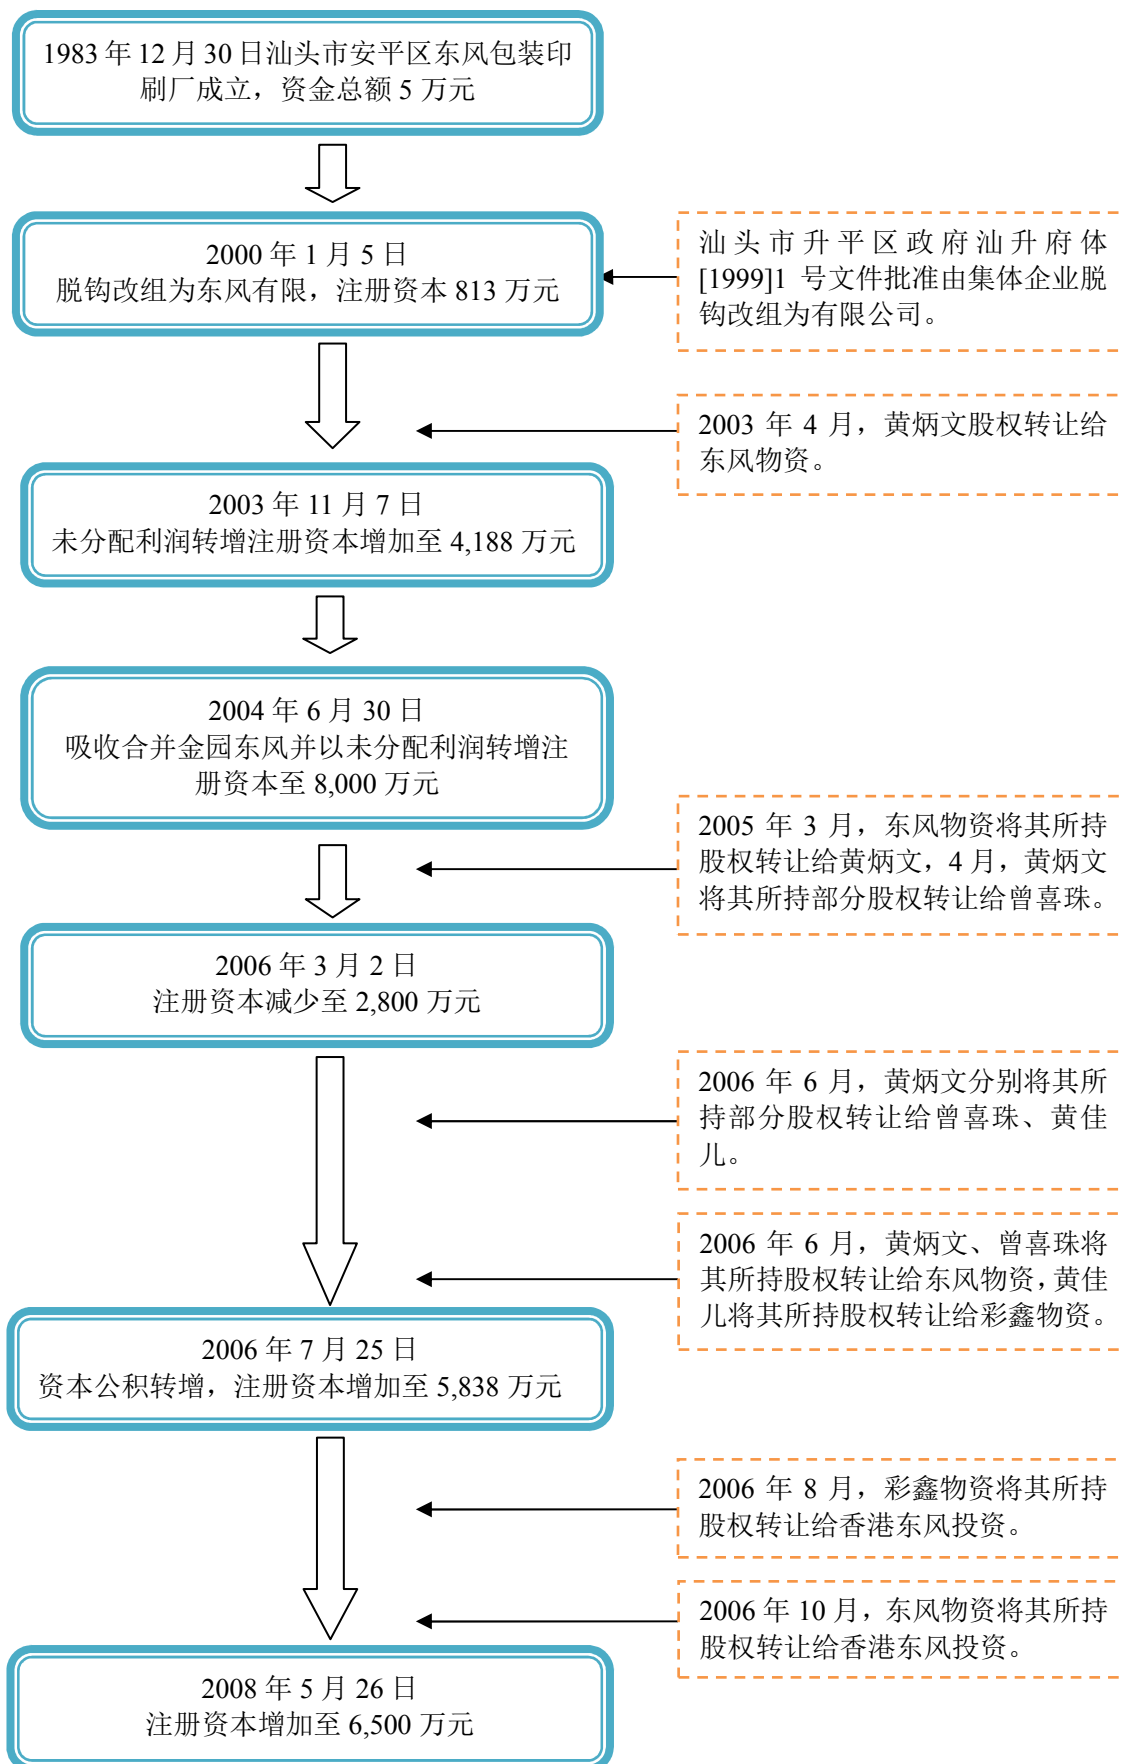 1983 年 12 月 30 日汕头市安平区东风包装印
刷厂成立，资金总额 5 万元
2000 年 1 月 5 日
脱钩改组为东风有限，注册资本 813 万元
汕头市升平区政府汕升府体
[1999]1 号文件批准由集体企业脱
钩改组为有限公司。
2003 年 4 月，黄炳文股权转让给
东风物资。
2003 年 11 月 7 日
未分配利润转增注册资本增加至 4,188 万元
2004 年 6 月 30 日
吸收合并金园东风并以未分配利润转增注
册资本至 8,000 万元
2005 年 3 月，东风物资将其所持
股权转让给黄炳文，4 月，黄炳文
将其所持部分股权转让给曾喜珠。
2006 年 3 月 2 日
注册资本减少至 2,800 万元
2006 年 6 月，黄炳文分别将其所
持部分股权转让给曾喜珠、黄佳
儿。
2006 年 6 月，黄炳文、曾喜珠将
其所持股权转让给东风物资，黄佳
儿将其所持股权转让给彩鑫物资。
2006 年 7 月 25 日
资本公积转增，注册资本增加至 5,838 万元
2006 年 8 月，彩鑫物资将其所持
股权转让给香港东风投资。
2006 年 10 月，东风物资将其所持
股权转让给香港东风投资。
2008 年 5 月 26 日
注册资本增加至 6,500 万元